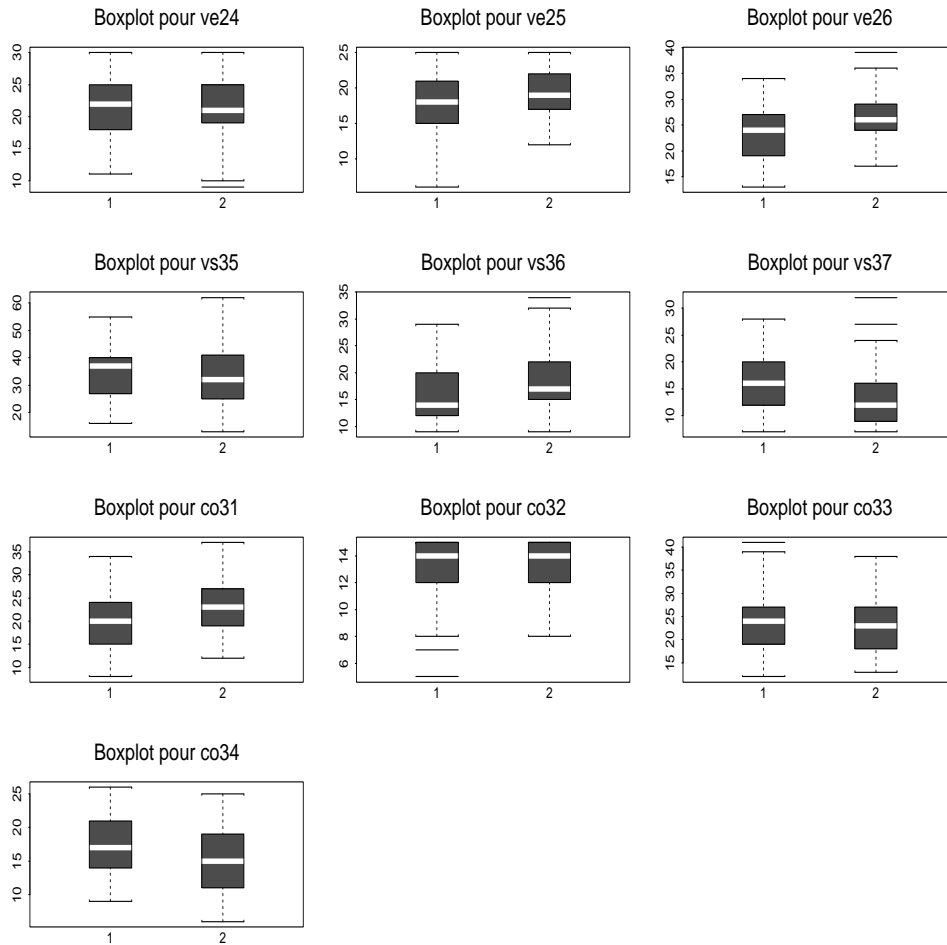 Boxplot pour ve24
10 15 20 25 30
1 2
Boxplot pour ve25
10 15 20 25
1 2
Boxplot pour ve26
15 20 25 30 35 40
1 2
Boxplot pour vs35
20 30 40 50 60
1 2
Boxplot pour vs36
10 15 20 25 30 35
1 2
Boxplot pour vs37
10 15 20 25 30
1 2
Boxplot pour co31
10 15 20 25 30 35
1 2
Boxplot pour co32
6 8 10 12 14
1 2
Boxplot pour co33
15 20 25 30 35 40
1 2
Boxplot pour co34
10 15 20 25
1 2